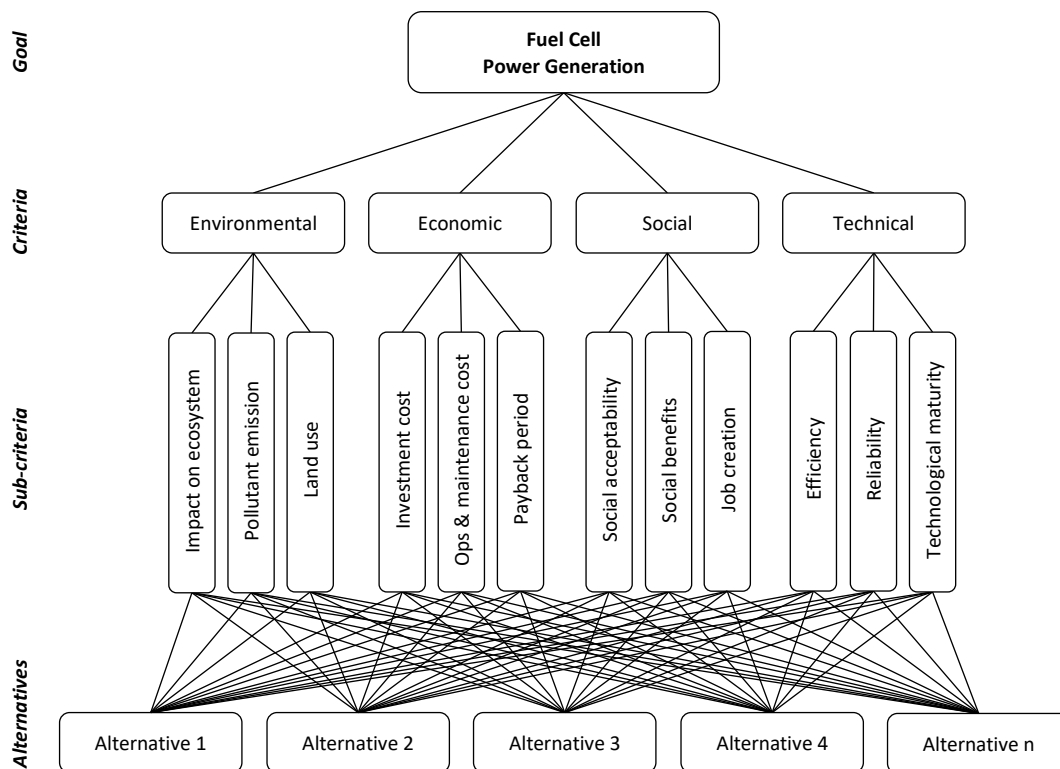 Goal
Fuel Cell
Power Generation
Criteria
Environmental
Economic
Social
Technical
Sub-criteria
Impact on ecosystem
Pollutant emission
Land use
Investment cost
Ops & maintenance cost
Payback period
Social acceptability
Social benefits
Job creation
Efficiency
Reliability
Technological maturity
Alternatives
Alternative 1
Alternative 2
Alternative 3
Alternative 4
Alternative n